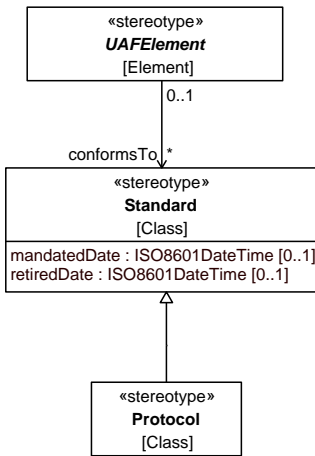 «stereotype»
UAFElement
[Element]
0..1
conformsTo *
«stereotype»
Standard
[Class]
mandatedDate : ISO8601DateTime [0..1]
retiredDate : ISO8601DateTime [0..1]
«stereotype»
Protocol
[Class]